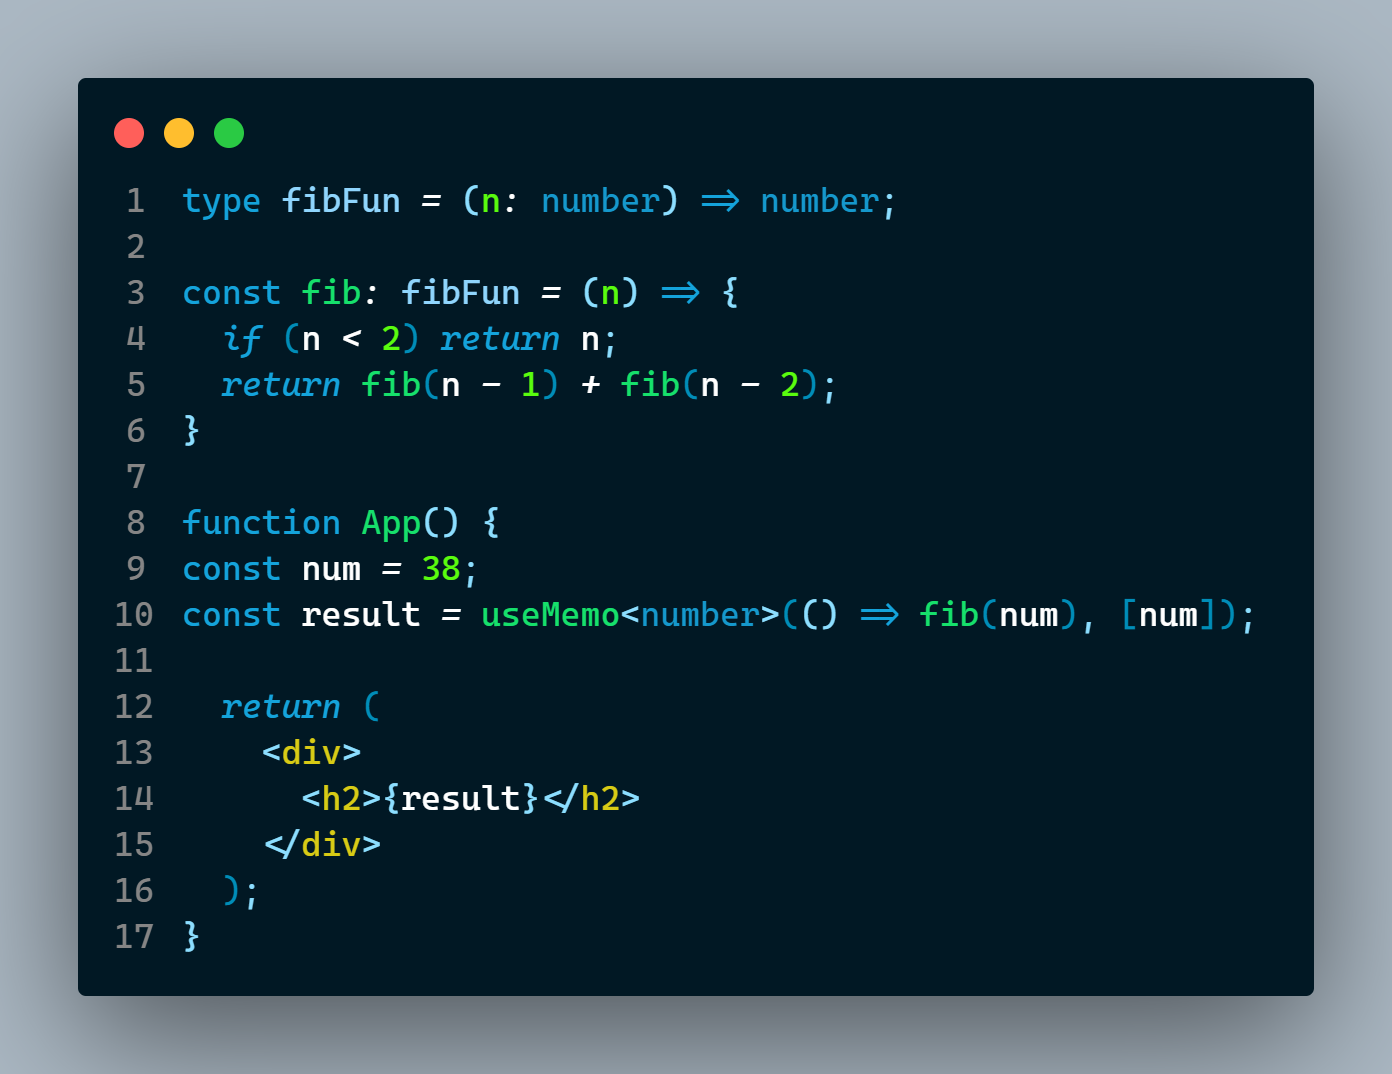 1 type fibFun = (n: number) => number;
2
3 const fib: fibFun = (n) => {
4   if (n < 2) return n;
5   return fib(n - 1) + fib(n - 2);
6 }
7
8 function App() {
9 const num = 38;
10 const result = useMemo<number>(() => fib(num), [num]);
11
12   return (
13     <div>
14       <h2>{result}</h2>
15     </div>
16   );
17 }